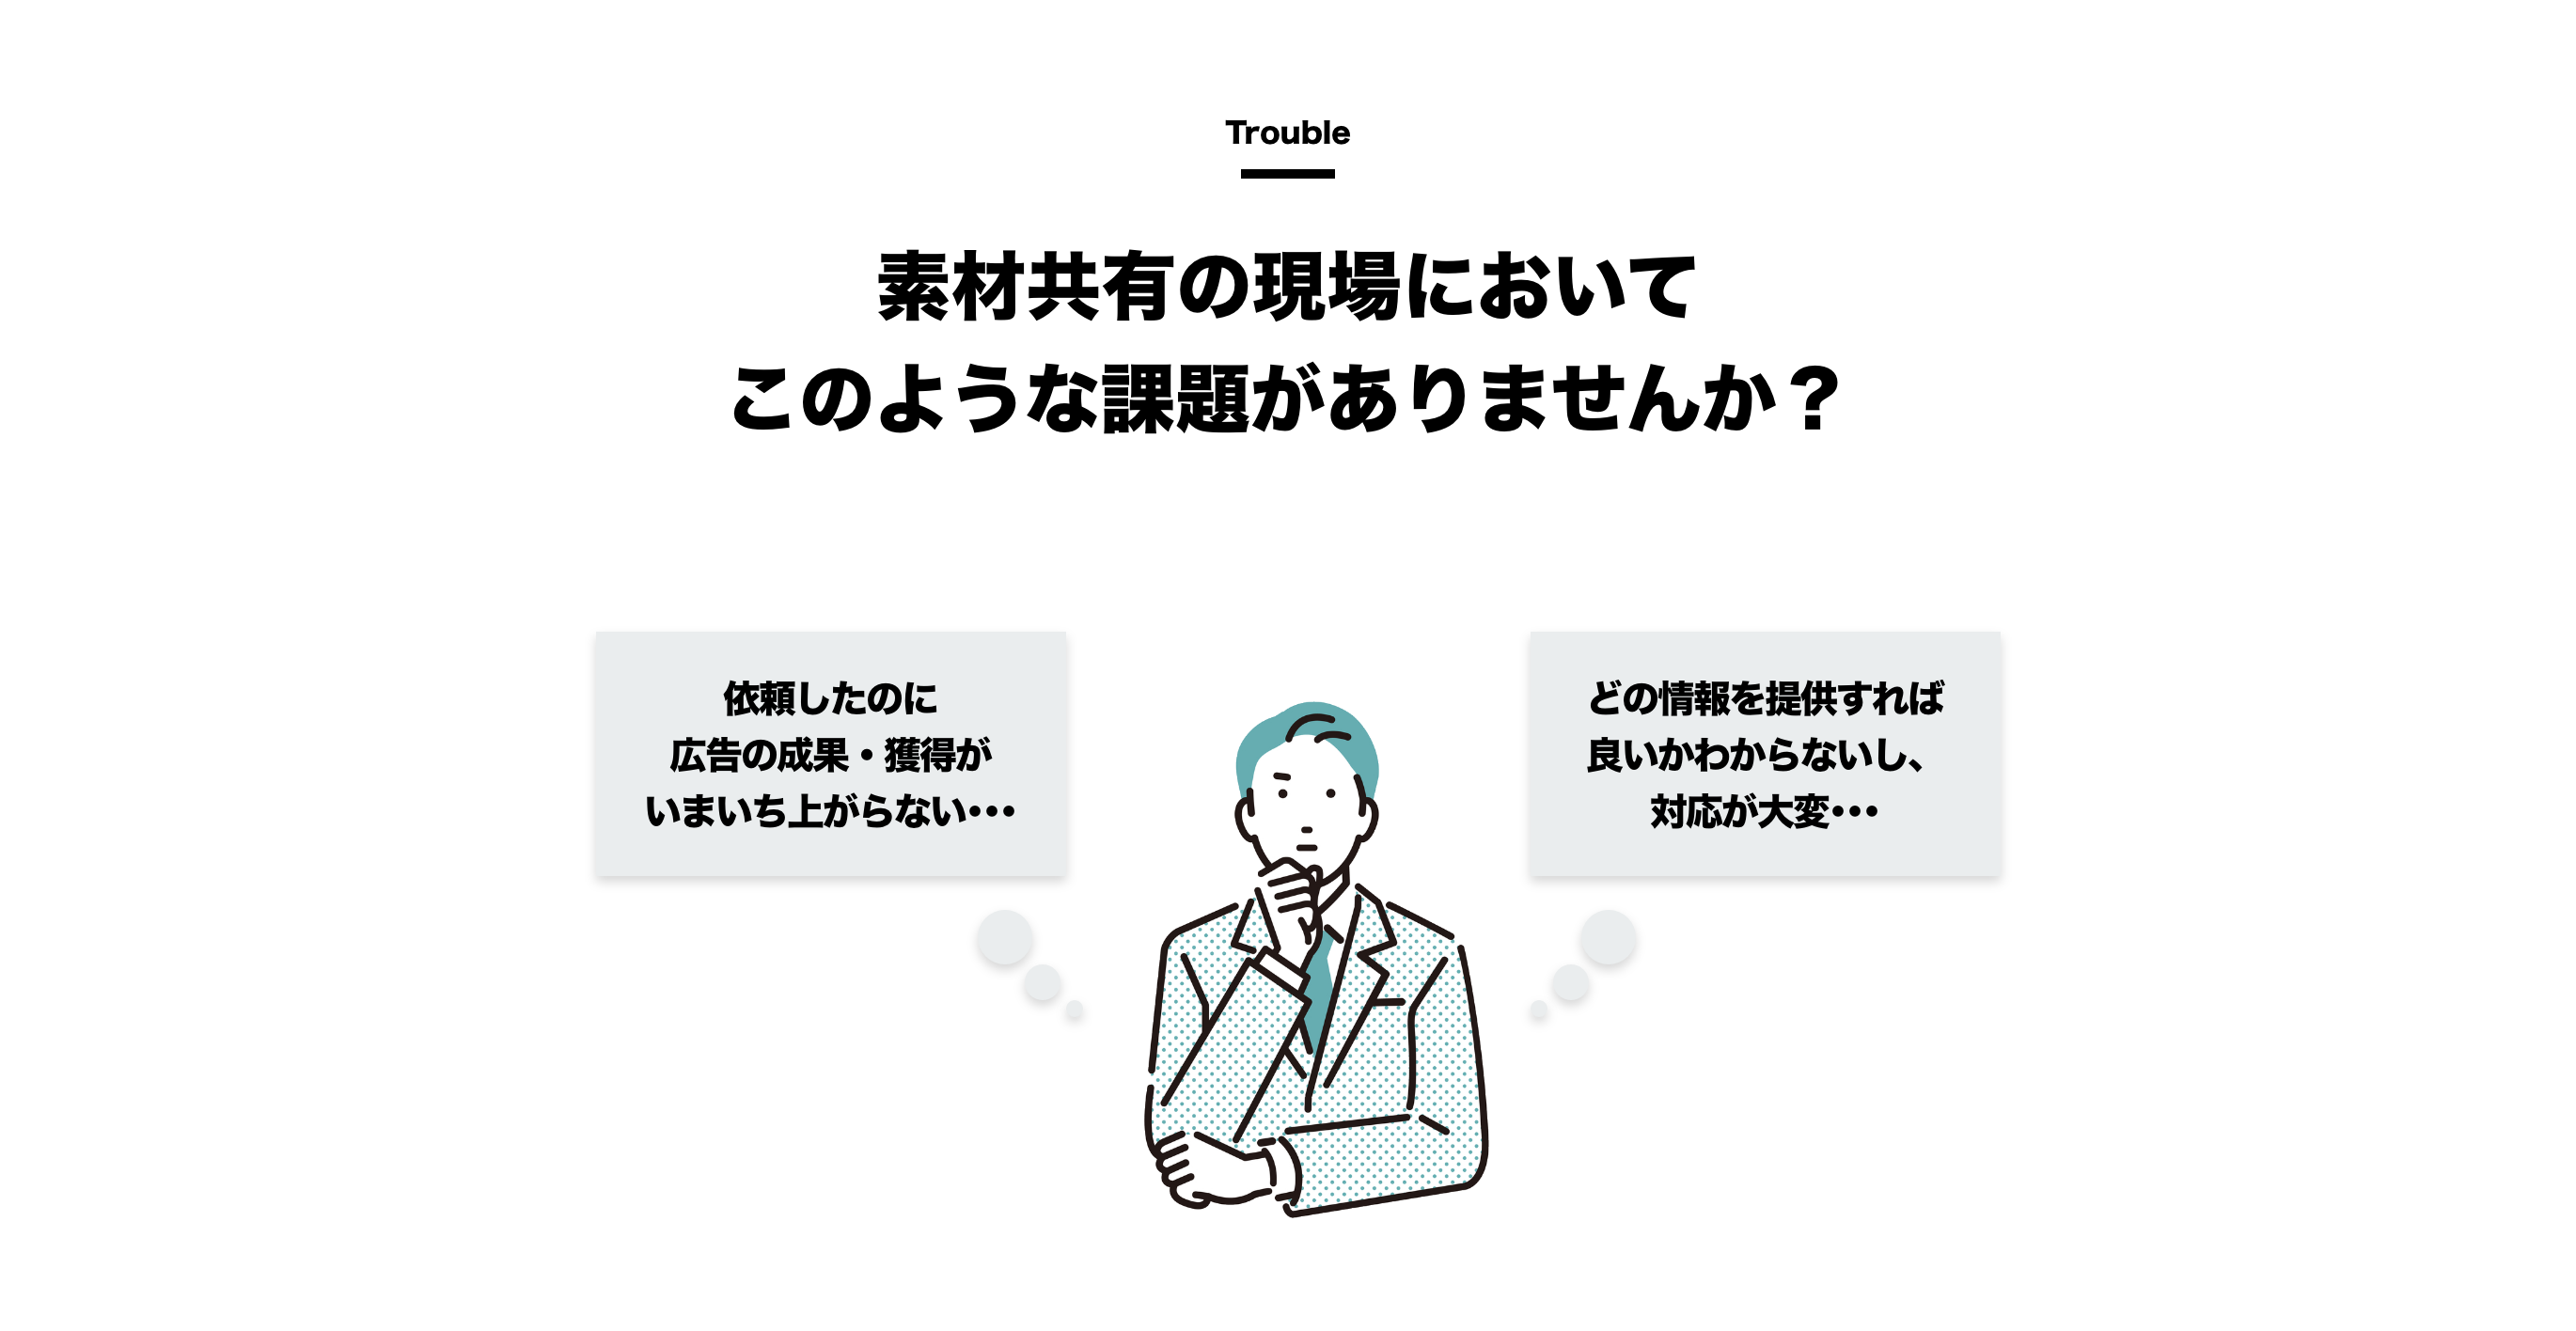 Trouble
素材共有の現場において
このような課題がありませんか？
依頼したのに
広告の成果・獲得が
いまいち上がらない・・・
どの情報を提供すれば
良いかわからないし、
対応が大変・・・